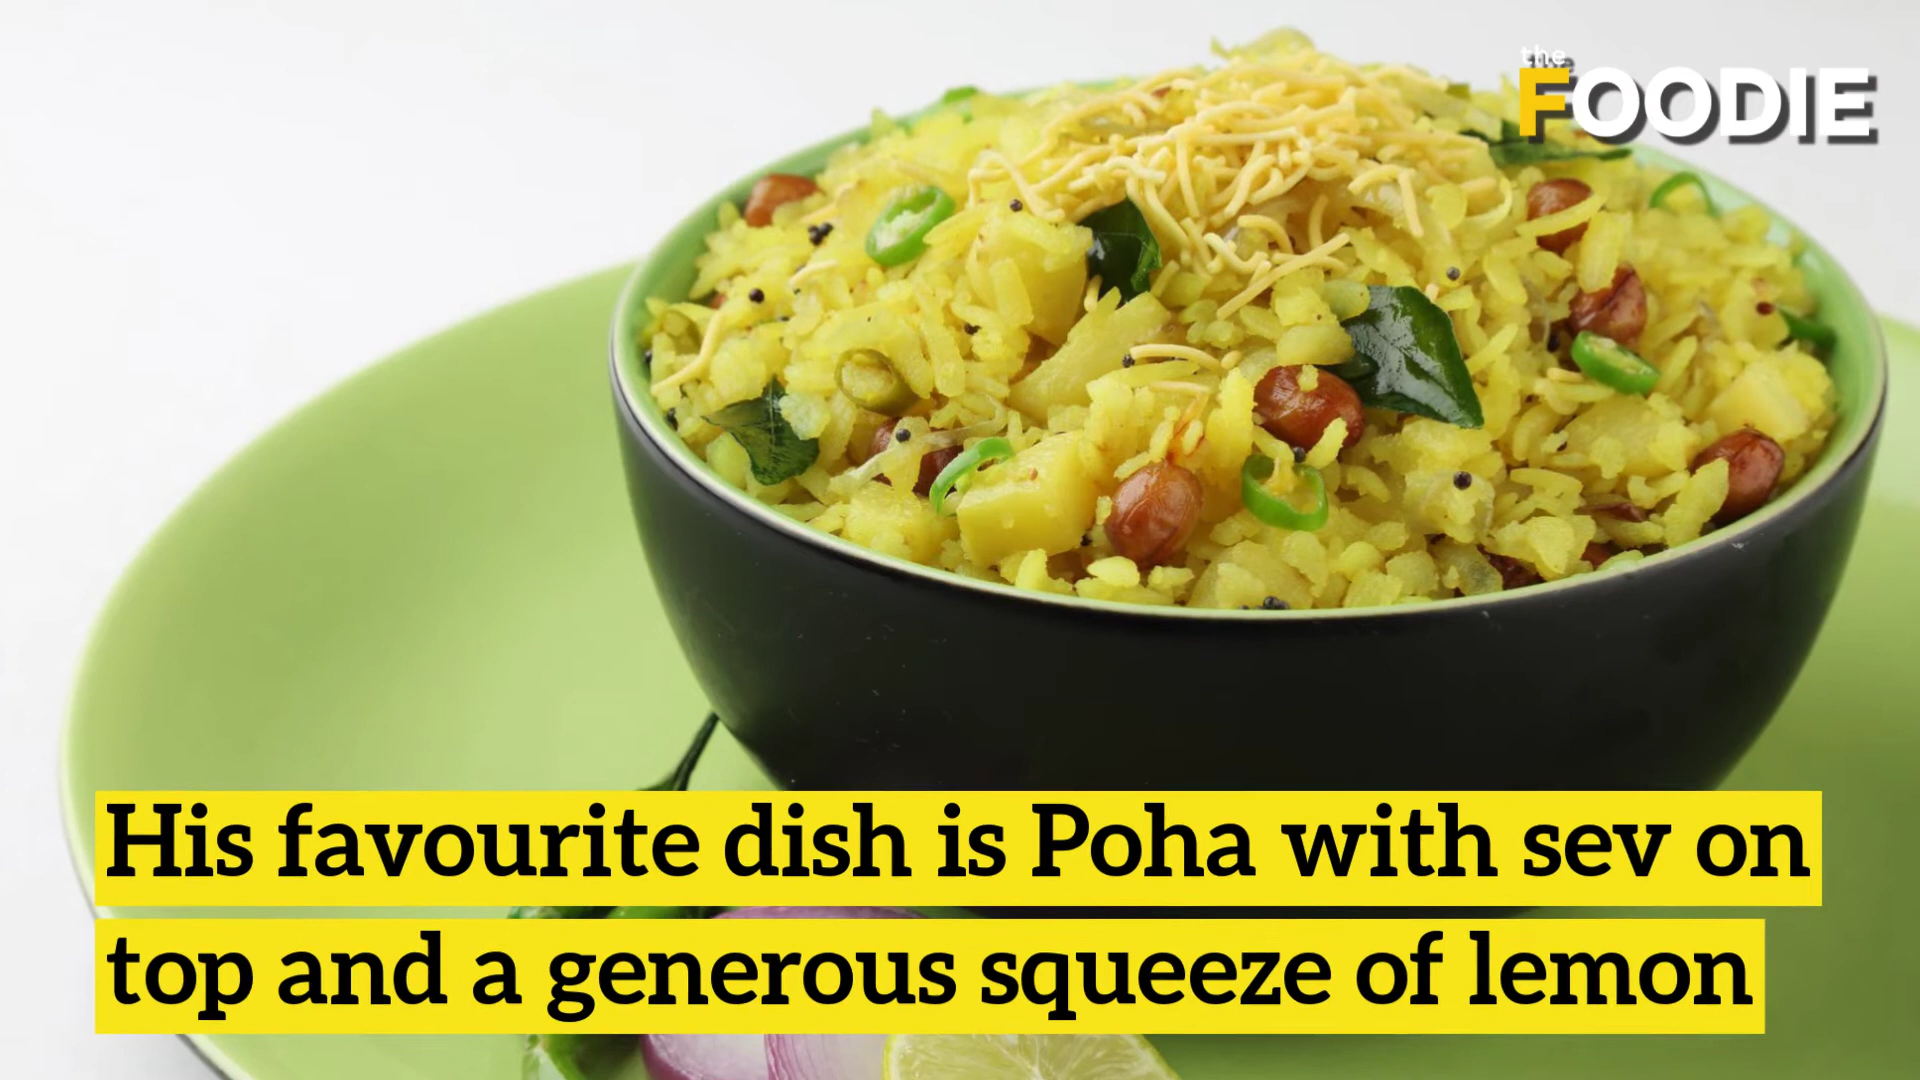 the
FOODIE
His favourite dish is Poha with sev on
top and a generous squeeze of lemon